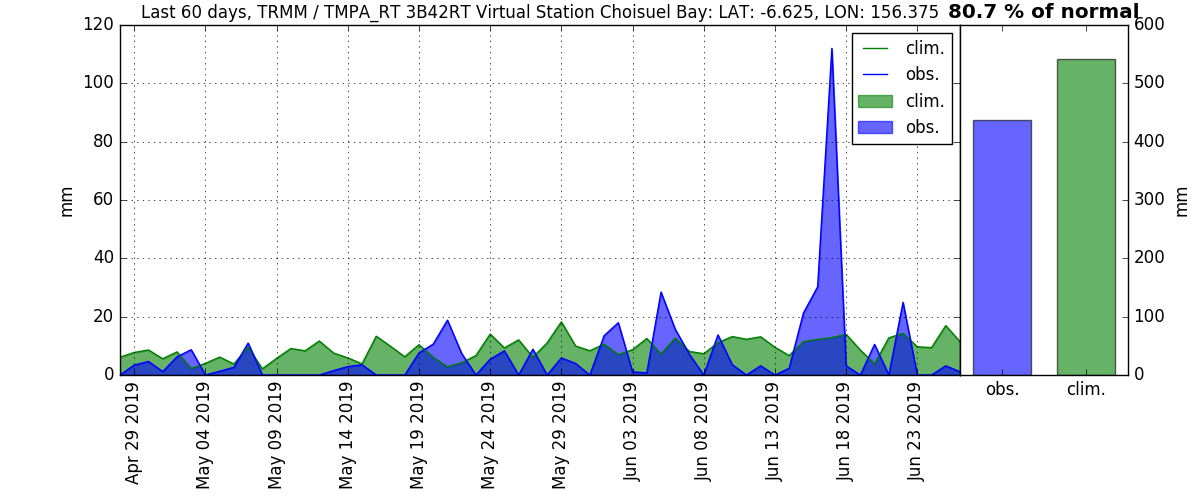 Last 60 days, TRMM / TMPA_RT 3B42RT Virtual Station Choisuel Bay: LAT: -6.625, LON: 156.375 80.7 % of normal
120
100
80
60
40
20
0
mm
clim.
obs.
clim.
obs.
Apr 29 2019
May 04 2019
May 09 2019
May 14 2019
May 19 2019
May 24 2019
May 29 2019
Jun 03 2019
Jun 08 2019
Jun 13 2019
Jun 18 2019
Jun 23 2019
600
500
400
300
200
100
0
mm
obs.
clim.